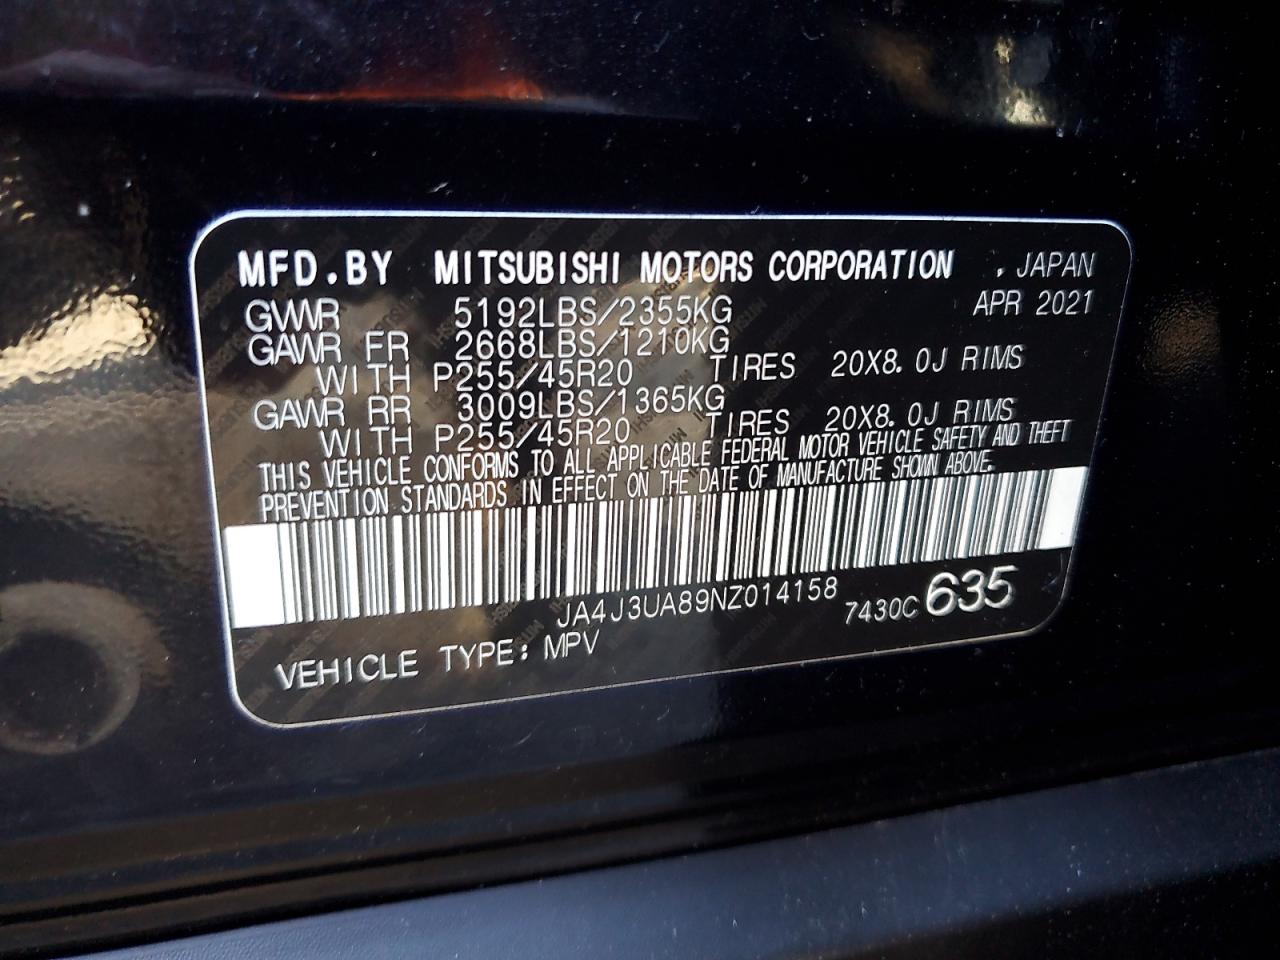 MFD.BY MITSUBISHI MOTORS CORPORATION , JAPAN
GVWR 5192LBS/2355KG APR 2021
GAWR FR 2668LBS/1210KG
WITH P255/45R20 TIRES 20X8.0J RIMS
GAWR RR 3009LBS/1365KG
WITH P255/45R20 TIRES 20X8.0J RIMS
THIS VEHICLE CONFORMS TO ALL APPLICABLE FEDERAL MOTOR VEHICLE SAFETY AND THEFT
PREVENTION STANDARDS IN EFFECT ON THE DATE OF MANUFACTURE SHOWN ABOVE.
JA4J3UA89NZ014158 7430C 635
VEHICLE TYPE: MPV